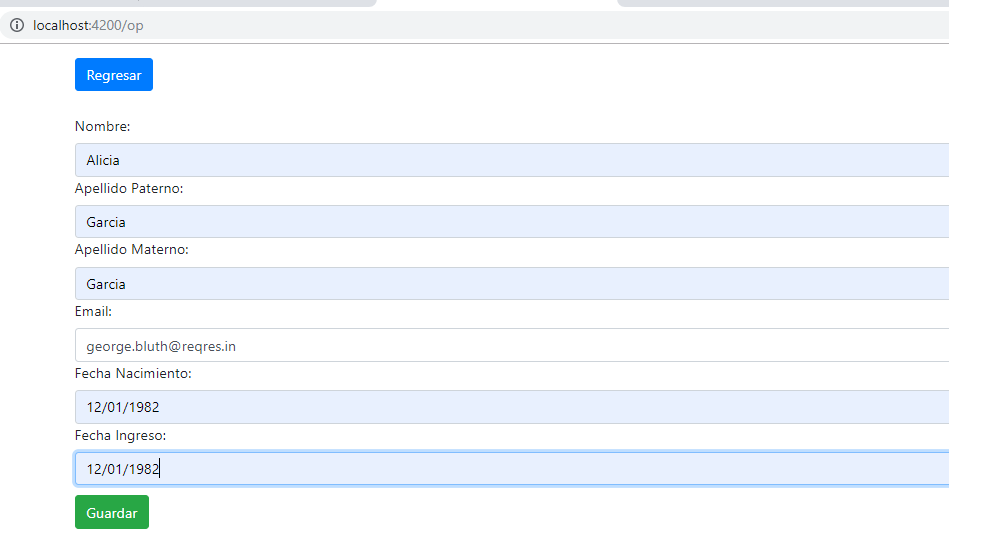 localhost:4200/op
Regresar
Nombre:
Alicia
Apellido Paterno:
Garcia
Apellido Materno:
Garcia
Email:
george.bluth@reqres.in
Fecha Nacimiento:
12/01/1982
Fecha Ingreso:
12/01/1982
Guardar